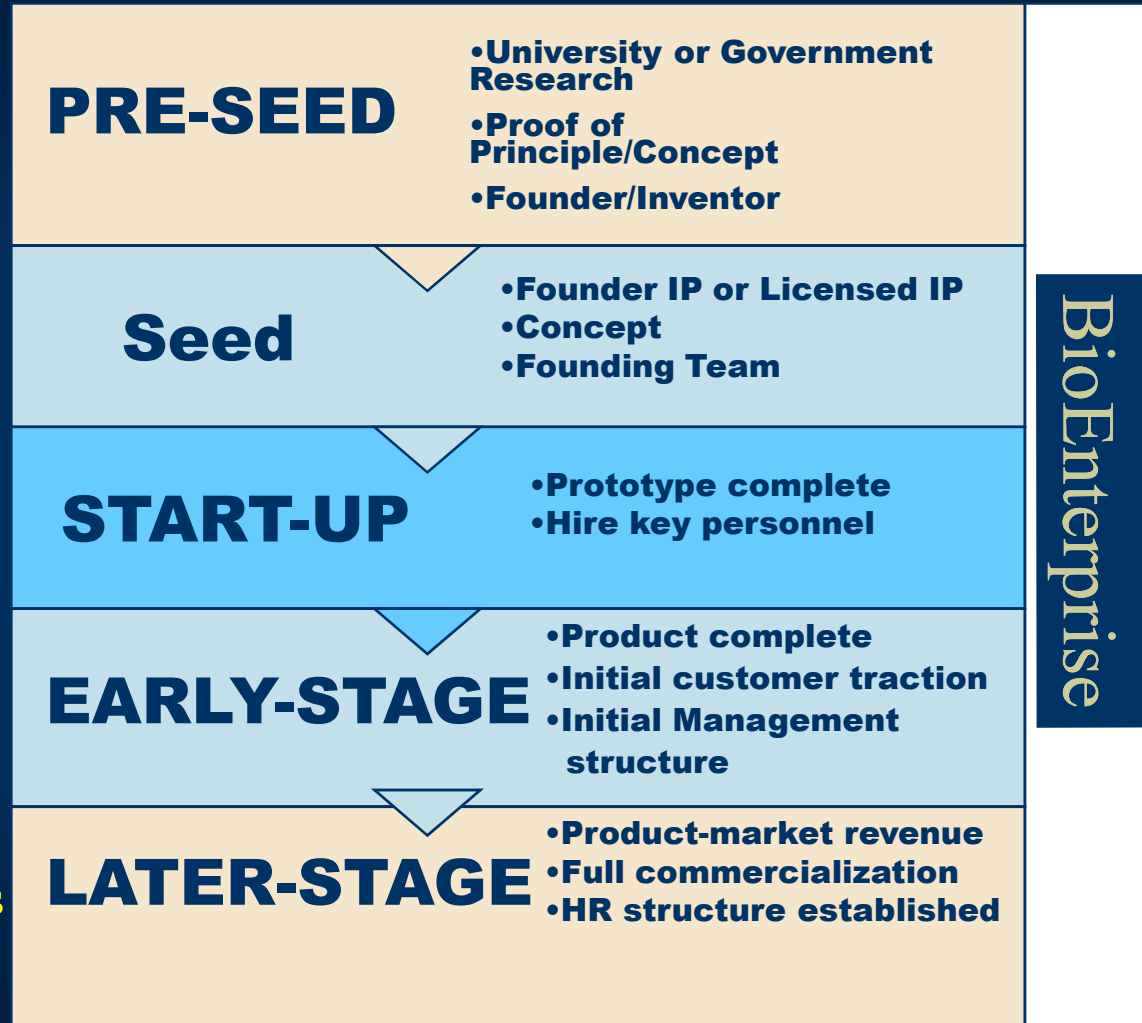 PRE-SEED
•University or Government
Research
•Proof of
Principle/Concept
•Founder/Inventor
Seed
•Founder IP or Licensed IP
•Concept
•Founding Team
START-UP
•Prototype complete
•Hire key personnel
EARLY-STAGE
•Product complete
•Initial customer traction
•Initial Management
structure
LATER-STAGE
•Product-market revenue
•Full commercialization
•HR structure established
BioEnterprise